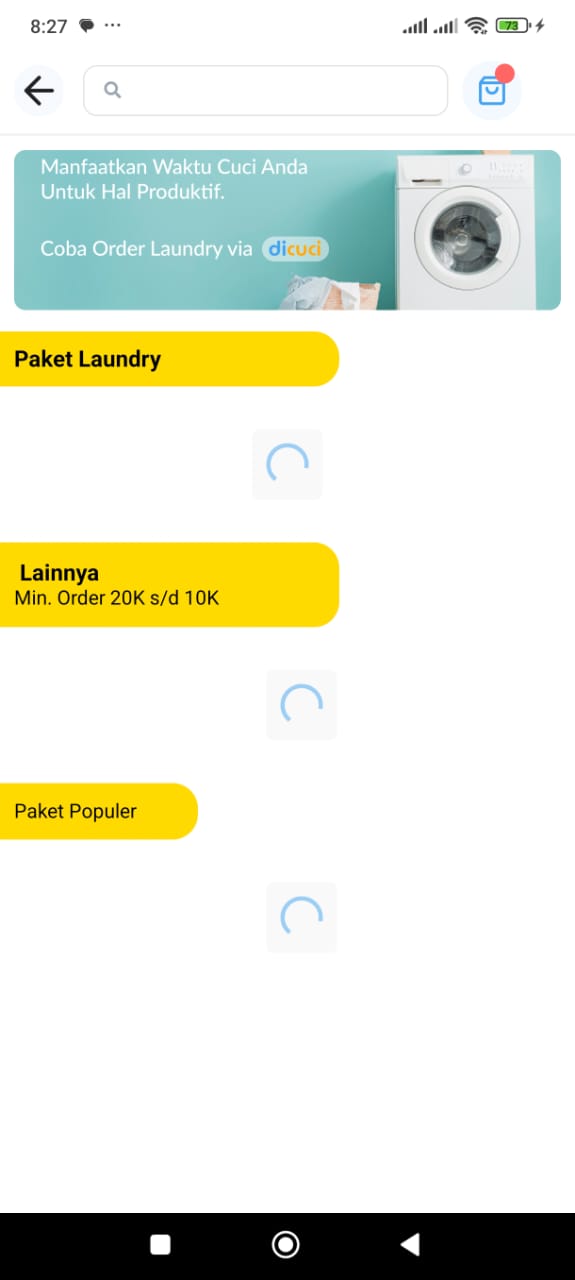 8:27
73
Manfaatkan Waktu Cuci Anda
Untuk Hal Produktif.
Coba Order Laundry via dicuci
Paket Laundry
Lainnya
Min. Order 20K s/d 10K
Paket Populer